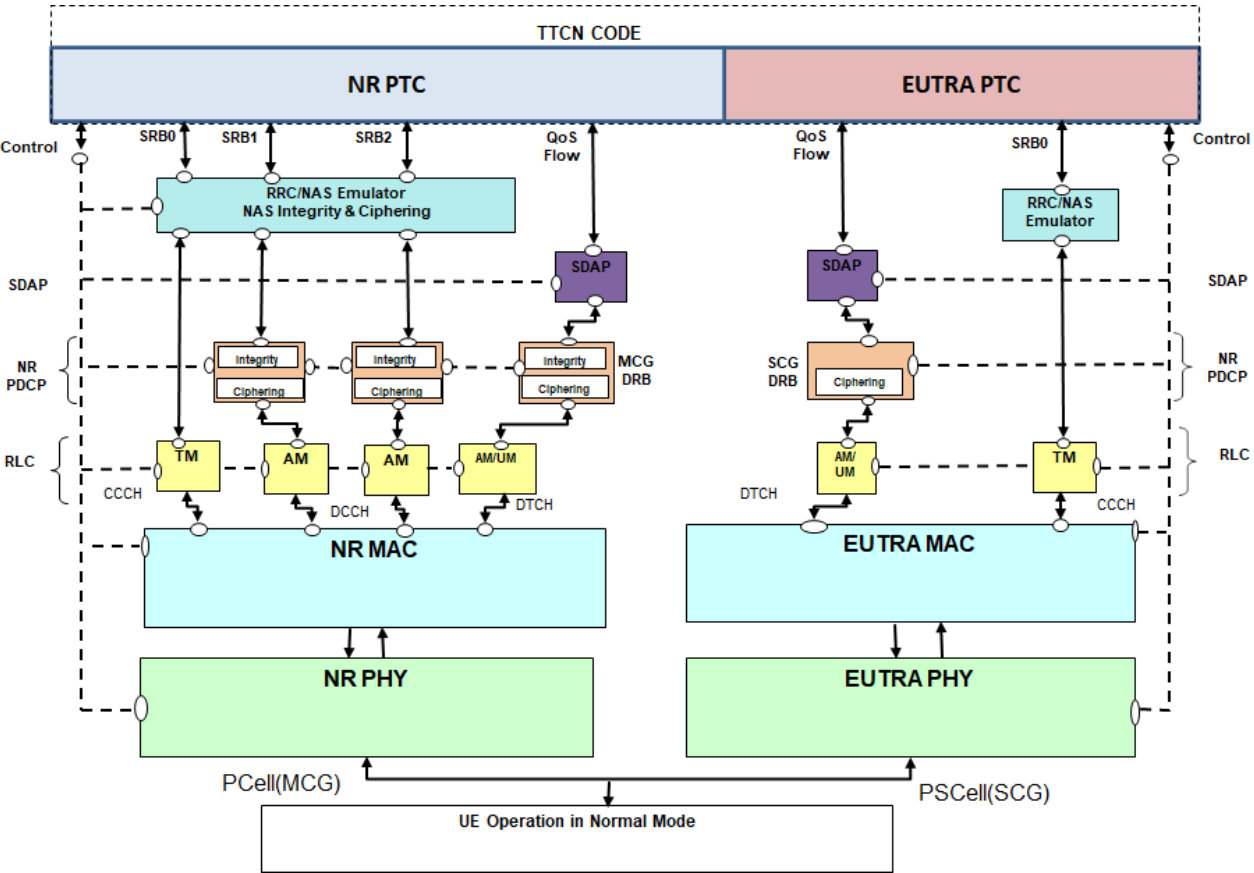 TTCN CODE
NR PTC
EUTRA PTC
Control
SRB0
SRB1
SRB2
QoS
Flow
QoS
Flow
SRB0
Control
RRC/NAS Emulator
NAS Integrity & Ciphering
RRC/NAS
Emulator
SDAP
SDAP
SDAP
SDAP
NR
PDCP
Integrity
Ciphering
Integrity
Ciphering
Integrity
Ciphering
MCG
DRB
SCG
DRB
Ciphering
NR
PDCP
RLC
TM
AM
AM
AM/UM
AM/
UM
TM
RLC
CCCH
DCCH
DTCH
DTCH
CCCH
NR MAC
EUTRA MAC
NR PHY
EUTRA PHY
PCell(MCG)
PSCell(SCG)
UE Operation in Normal Mode